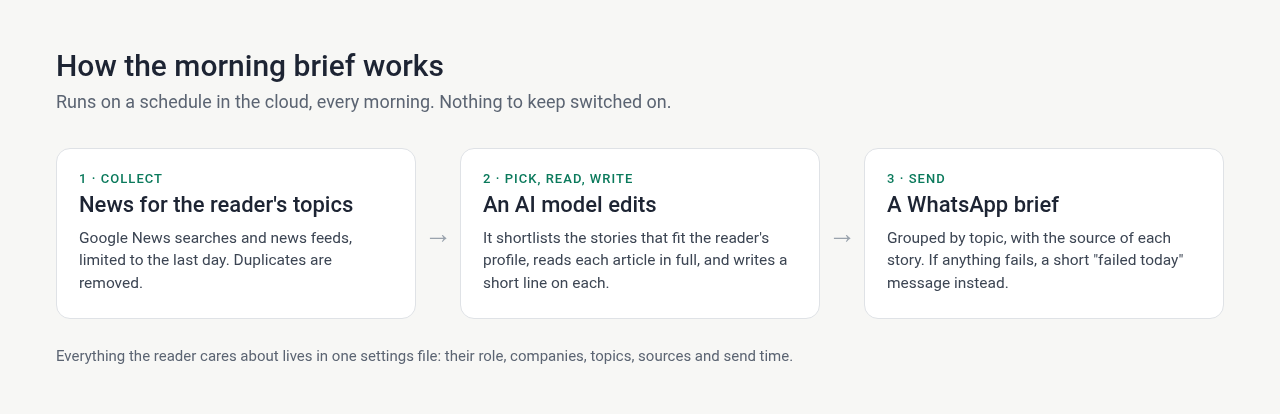 How the morning brief works
Runs on a schedule in the cloud, every morning. Nothing to keep switched on.
1 · COLLECT
News for the reader's topics
Google News searches and news feeds,
limited to the last day. Duplicates are
removed.
→
2 · PICK, READ, WRITE
An AI model edits
It shortlists the stories that fit the reader's
profile, reads each article in full, and writes a
short line on each.
→
3 · SEND
A WhatsApp brief
Grouped by topic, with the source of each
story. If anything fails, a short "failed today"
message instead.
Everything the reader cares about lives in one settings file: their role, companies, topics, sources and send time.